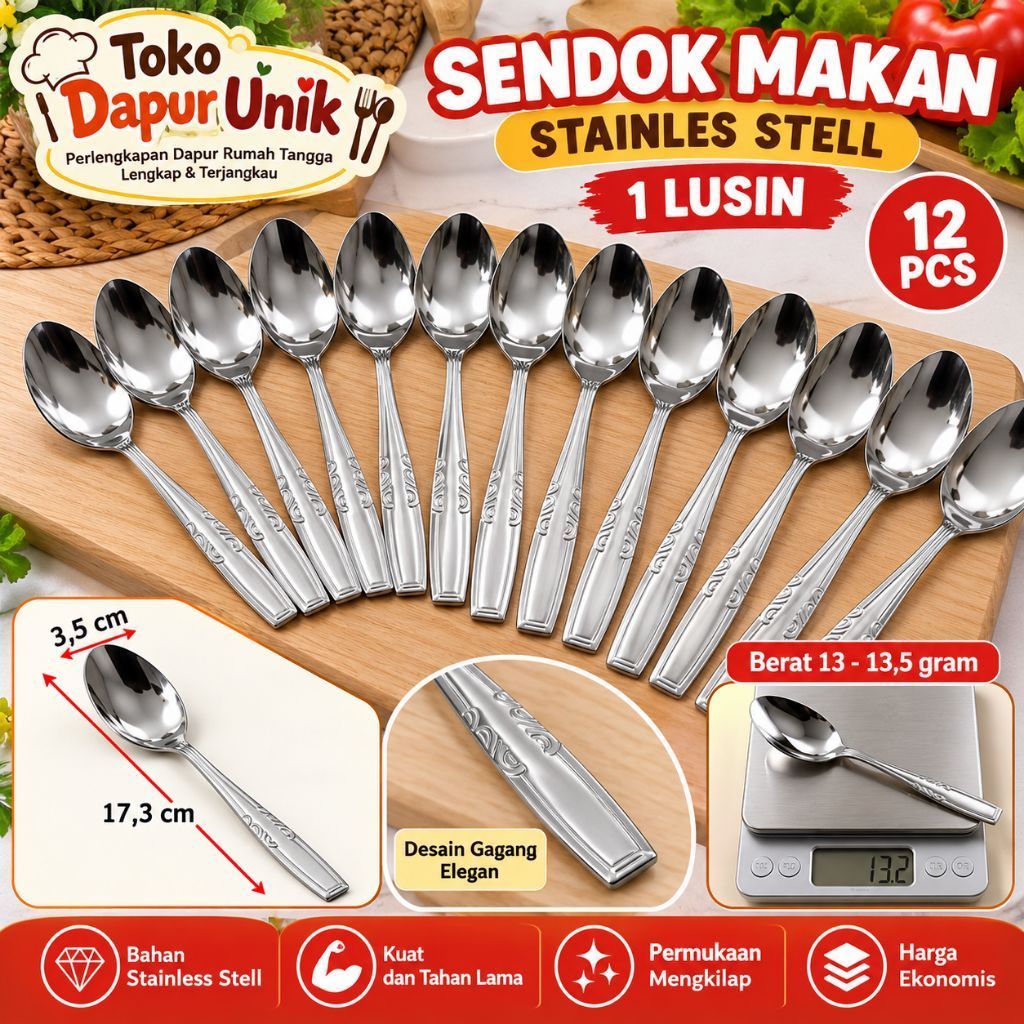 Toko
Dapur Unik
Perlengkapan Dapur Rumah Tangga
Lengkap & Terjangkau
SENDOK MAKAN
STAINLES STELL
1 LUSIN
12
PCS
3,5 cm
17,3 cm
Desain Gagang
Elegan
Berat 13 - 13,5 gram
13.2
Bahan
Stainless Stell
Kuat
dan Tahan Lama
Permukaan
Mengkilap
Harga
Ekonomis